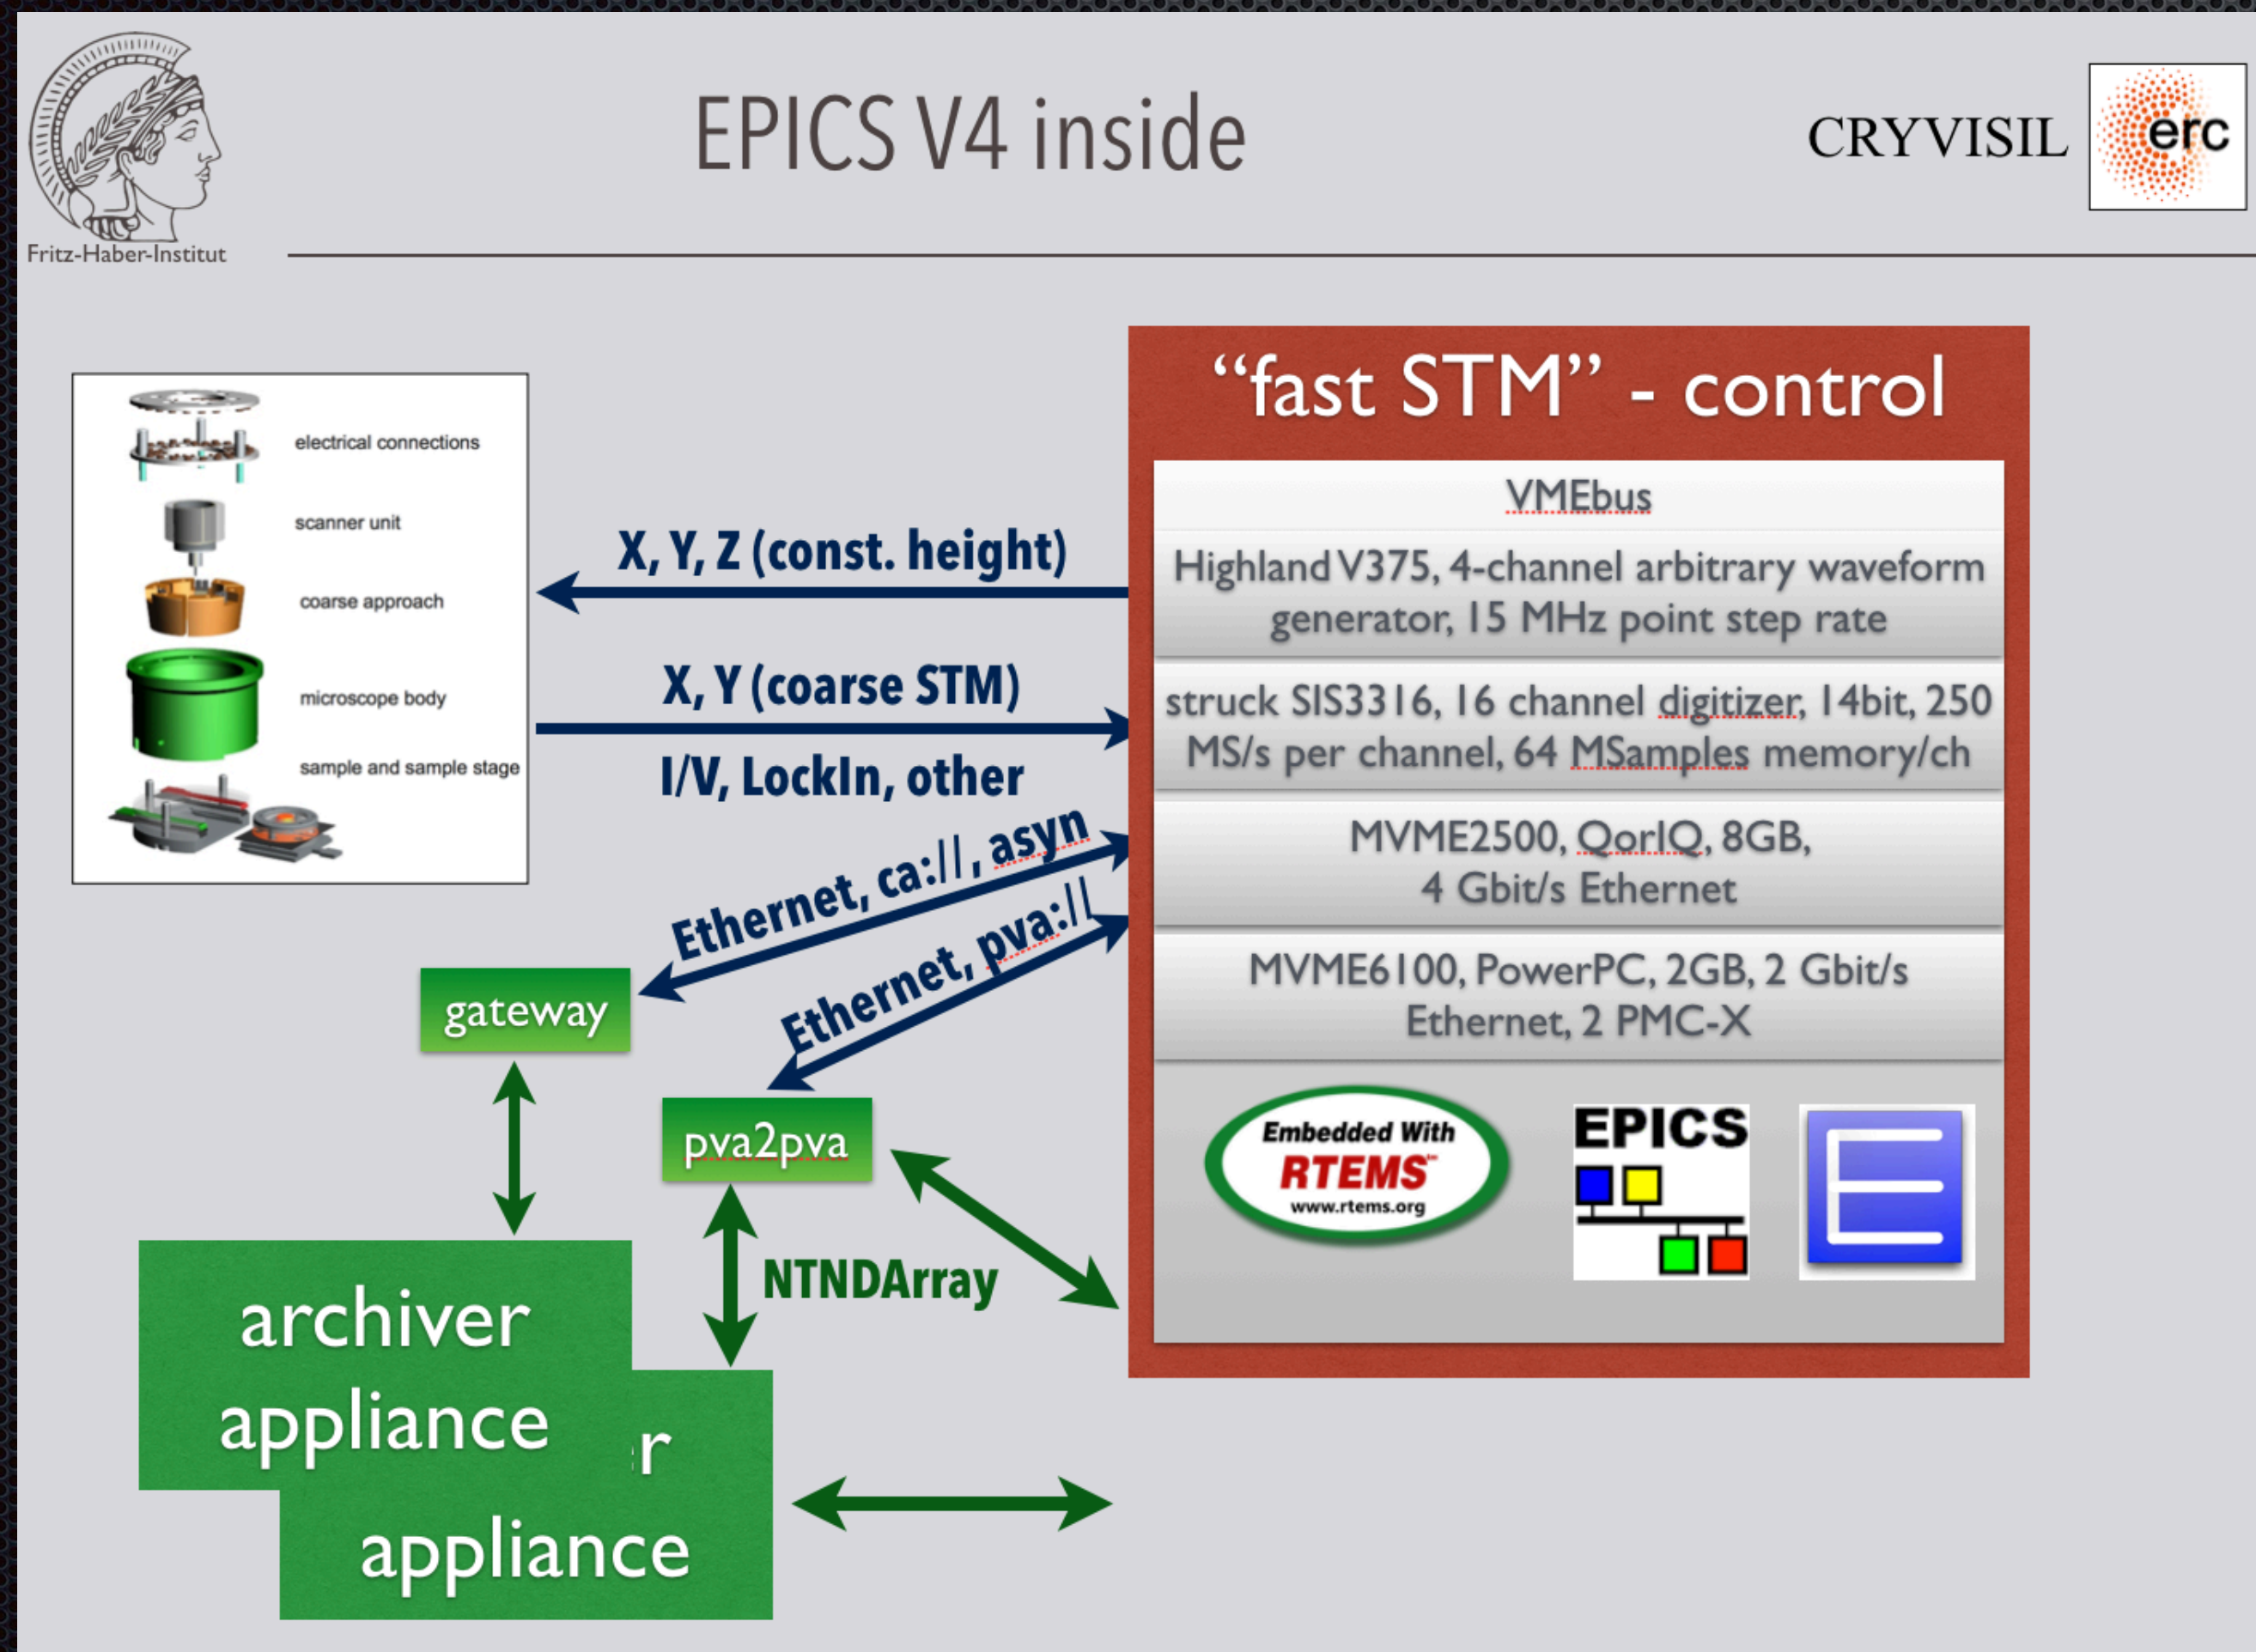 EPICS V4 inside
CRYVISIL
erc
Fritz-Haber-Institut
electrical connections
scanner unit
coarse approach
microscope body
sample and sample stage
X, Y, Z (const. height)
X, Y (coarse STM)
I/V, LockIn, other
Ethernet, ca://, asyn
Ethernet, pva://
gateway
pva2pva
NTNDArray
archiver
appliance
r
appliance
“fast STM” - control
VMEbus
Highland V375, 4-channel arbitrary waveform
generator, 15 MHz point step rate
struck SIS3316, 16 channel digitizer, 14bit, 250
MS/s per channel, 64 MSamples memory/ch
MVME2500, QorIQ, 8GB,
4 Gbit/s Ethernet
MVME6100, PowerPC, 2GB, 2 Gbit/s
Ethernet, 2 PMC-X
Embedded With
RTEMS
www.rtems.org
EPICS
E